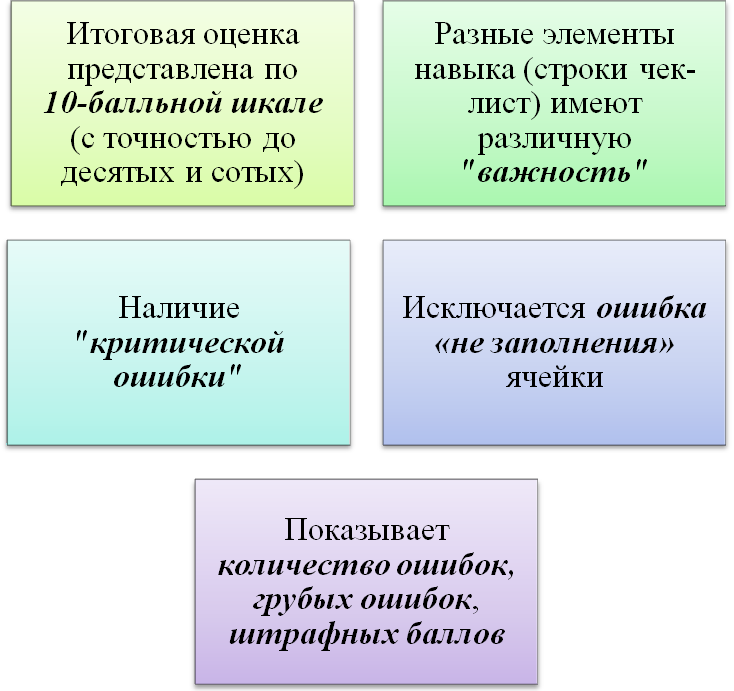 Итоговая оценка
представлена по
10-балльной шкале
(с точностью до
десятых и сотых)
Разные элементы
навыка (строки чек-
лист) имеют
различную
"важность"
Наличие
"критической
ошибки"
Исключается ошибка
«не заполнения»
ячейки
Показывает
количество ошибок,
грубых ошибок,
штрафных баллов